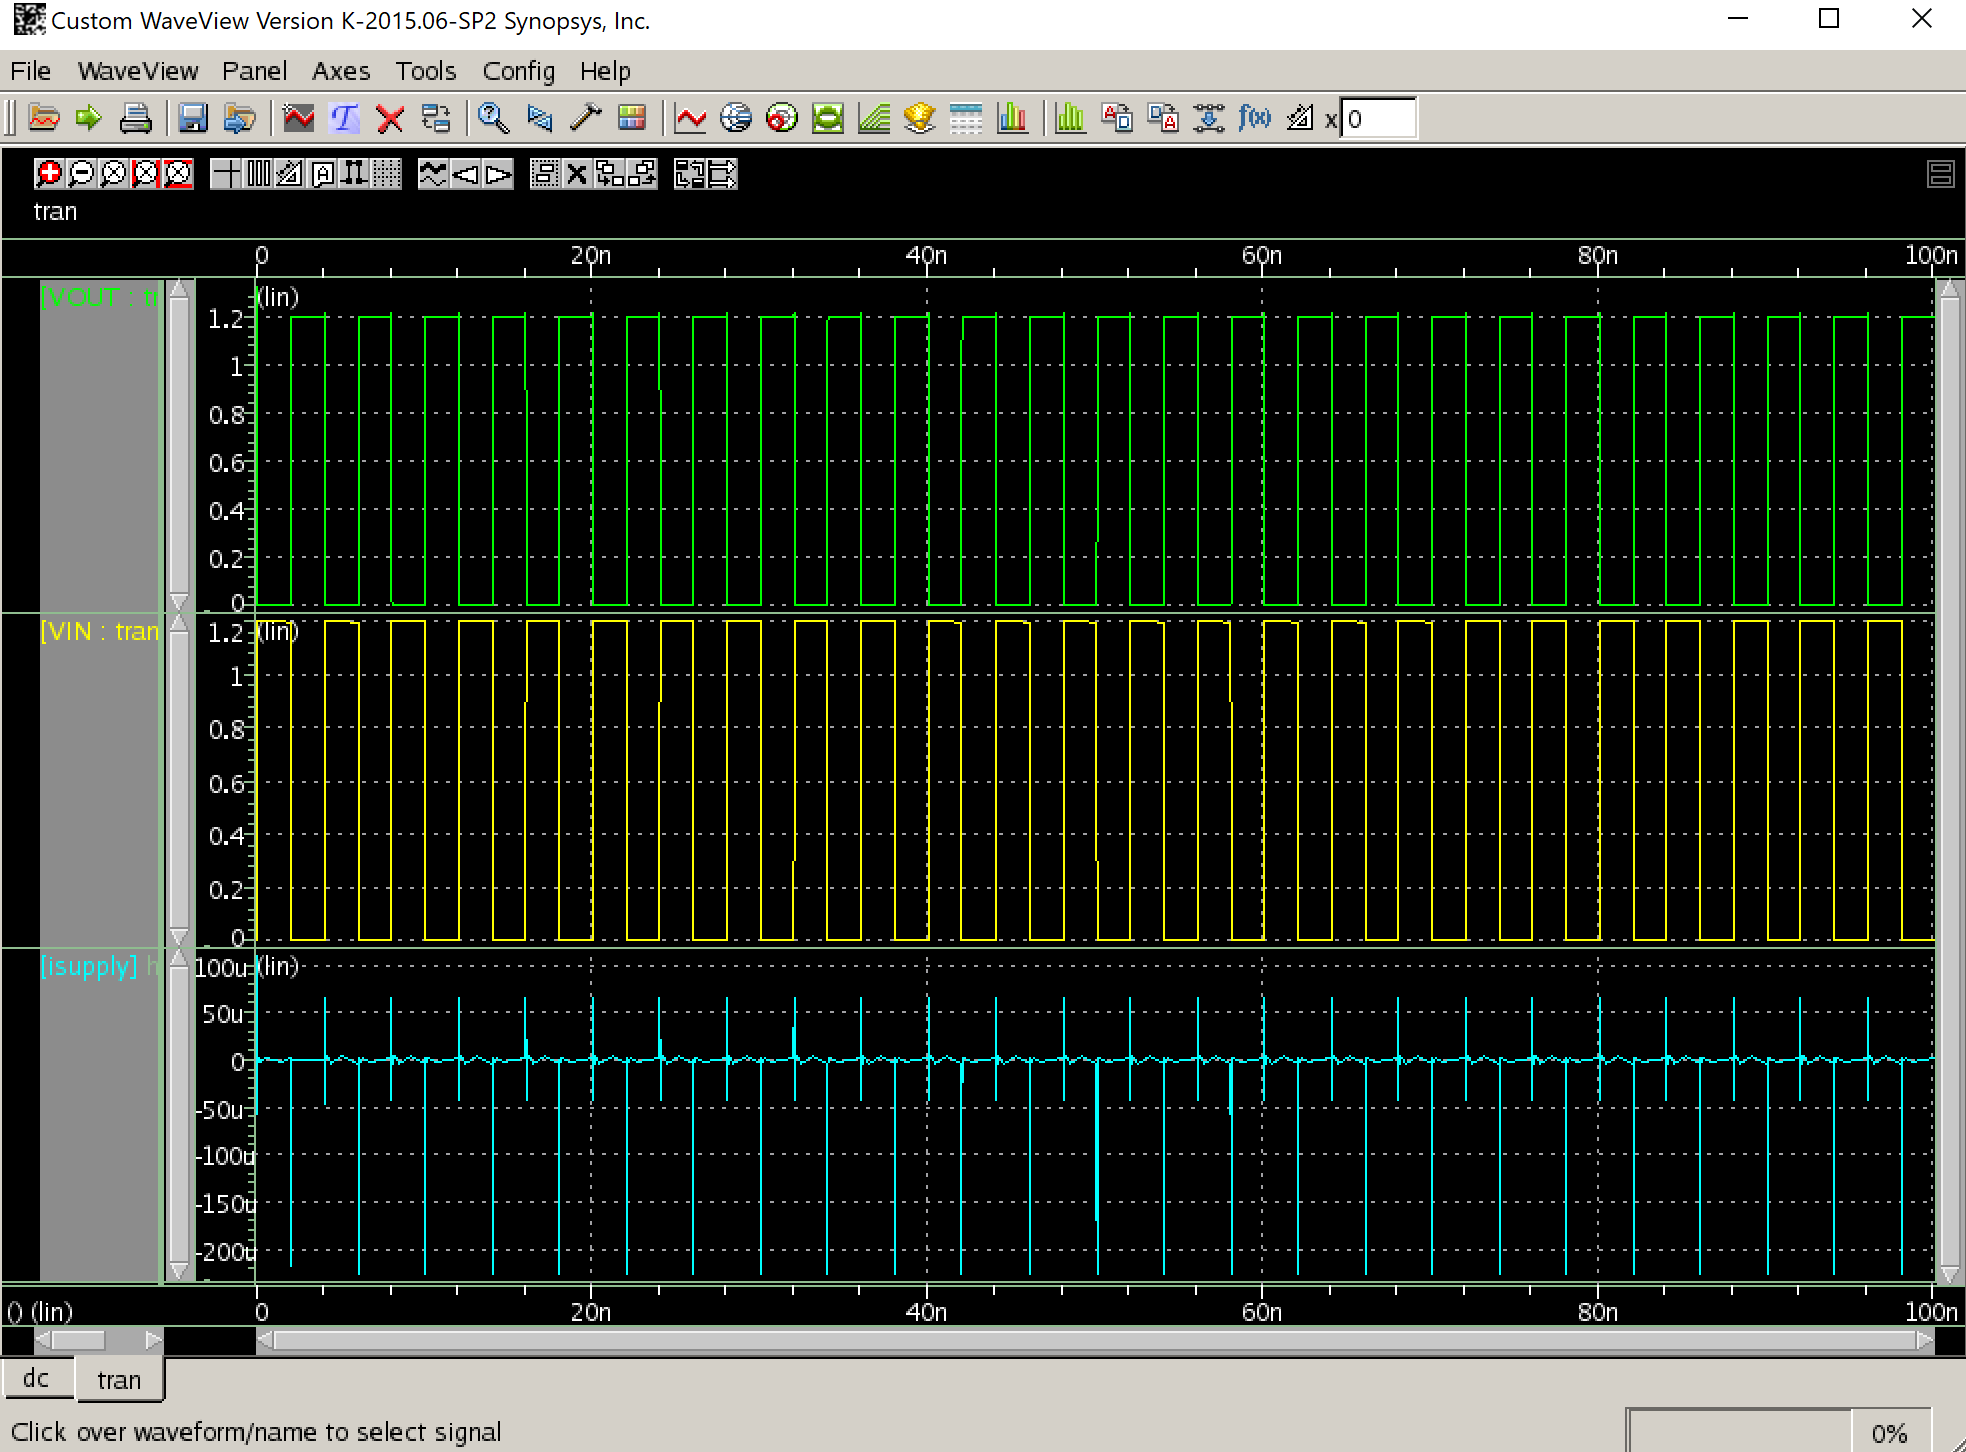 Custom WaveView Version K-2015.06-SP2 Synopsys, Inc.
File WaveView Panel Axes Tools Config Help
x 0
tran
0 20n 40n 60n 80n 100n
[VOUT : tr
(lin)
1.2
1
0.8
0.6
0.4
0.2
0
[VIN : tran
(lin)
1.2
1
0.8
0.6
0.4
0.2
0
[isupply] h
(lin)
100u
50u
0
-50u
-100u
-150u
-200u
() (lin)
0 20n 40n 60n 80n 100n
dc tran
Click over waveform/name to select signal
0%